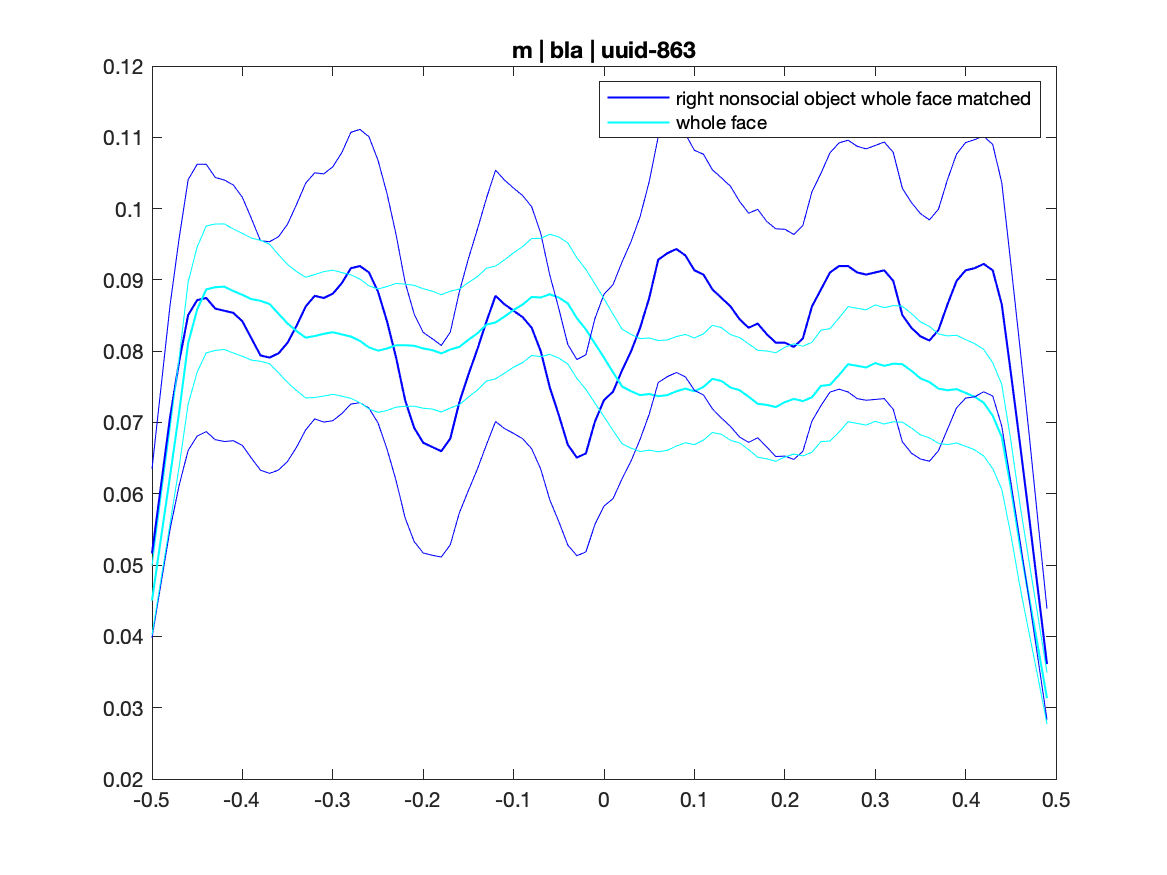 m | bla | uuid-863
right nonsocial object whole face matched
whole face
0.12
0.11
0.1
0.09
0.08
0.07
0.06
0.05
0.04
0.03
0.02
-0.5 -0.4 -0.3 -0.2 -0.1 0 0.1 0.2 0.3 0.4 0.5